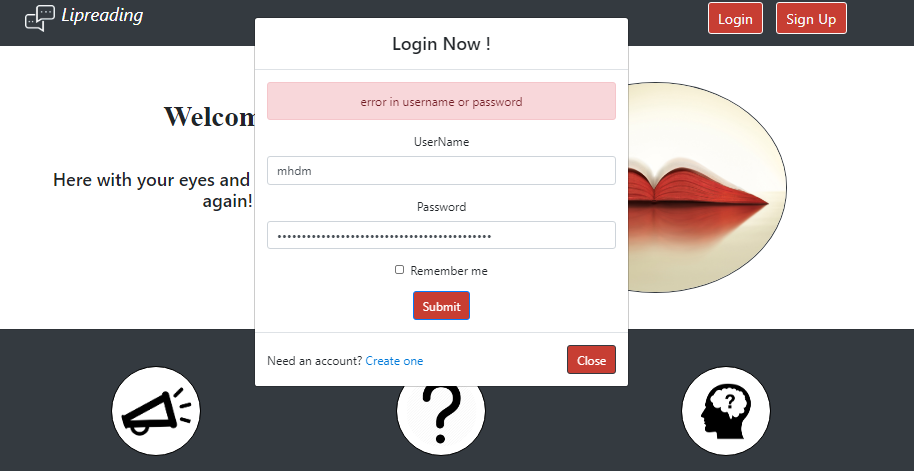 Lipreading
Login
Sign Up
Login Now !
error in username or password
UserName
mhdm
Password
Remember me
Submit
Need an account? Create one
Close
Here with your eyes and
again!
?
?